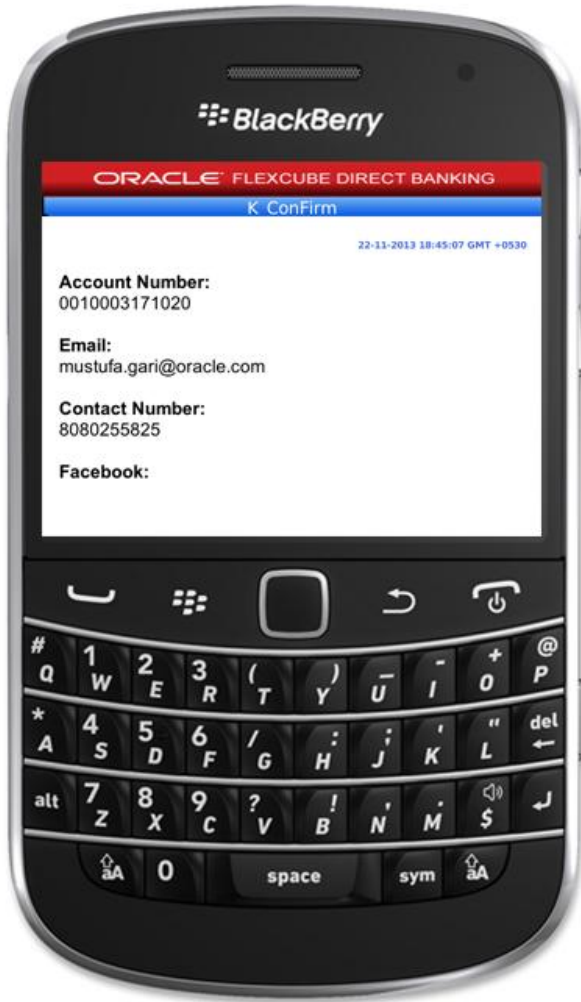 BlackBerry
ORACLE FLEXCUBE DIRECT BANKING
K ConFirm
22-11-2013 18:45:07 GMT +0530
Account Number:
0010003171020
Email:
mustufa.gari@oracle.com
Contact Number:
8080255825
Facebook:
# Q 1 W 2 E 3 R ( T ) Y _ U - I + O @ P
* A 4 S 5 D 6 F / G : H ; J ' K " L del
alt 7 Z 8 X 9 C ? V ! B , N . M $
aA 0 space sym aA